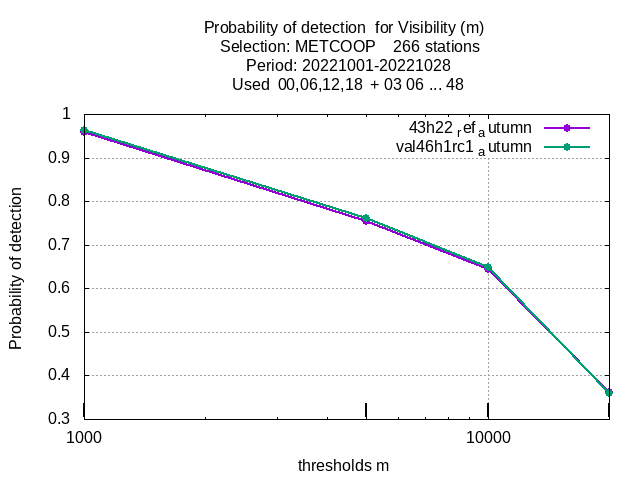 Probability of detection  for Visibility (m)
Selection: METCOOP    266 stations
Period: 20221001-20221028
Used  00,06,12,18  + 03 06 ... 48
43h22 ref a utumn
val46h1rc1 a utumn
1
0.9
0.8
0.7
0.6
0.5
0.4
0.3
Probability of detection
1000 10000
thresholds m